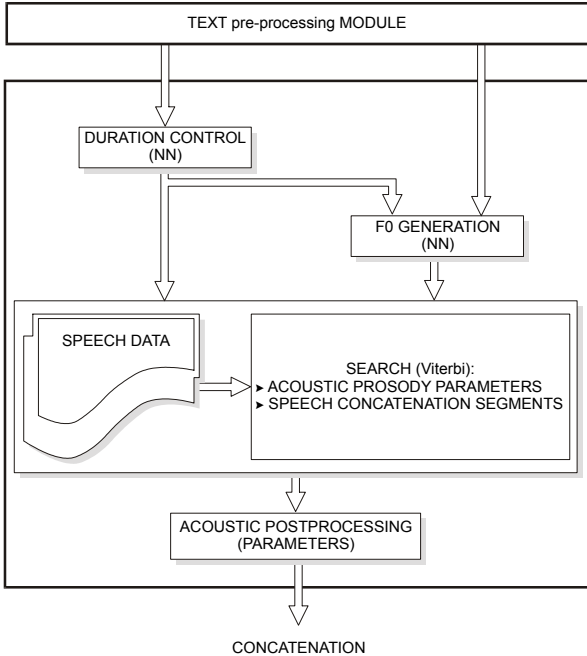 TEXT pre-processing MODULE
DURATION CONTROL
(NN)
F0 GENERATION
(NN)
SPEECH DATA
SEARCH (Viterbi):
➤ ACOUSTIC PROSODY PARAMETERS
➤ SPEECH CONCATENATION SEGMENTS
ACOUSTIC POSTPROCESSING
(PARAMETERS)
CONCATENATION